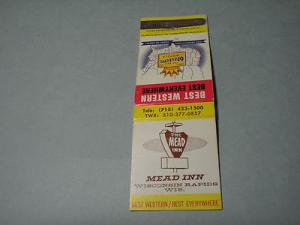 BEST WESTERN
BEST EVERYWHERE
Tele: (715) 423-1500
TWX: 510-377-0837
THE
MEAD
INN
MEAD INN
WISCONSIN RAPIDS
WIS.
BEST WESTERN/BEST EVERYWHERE